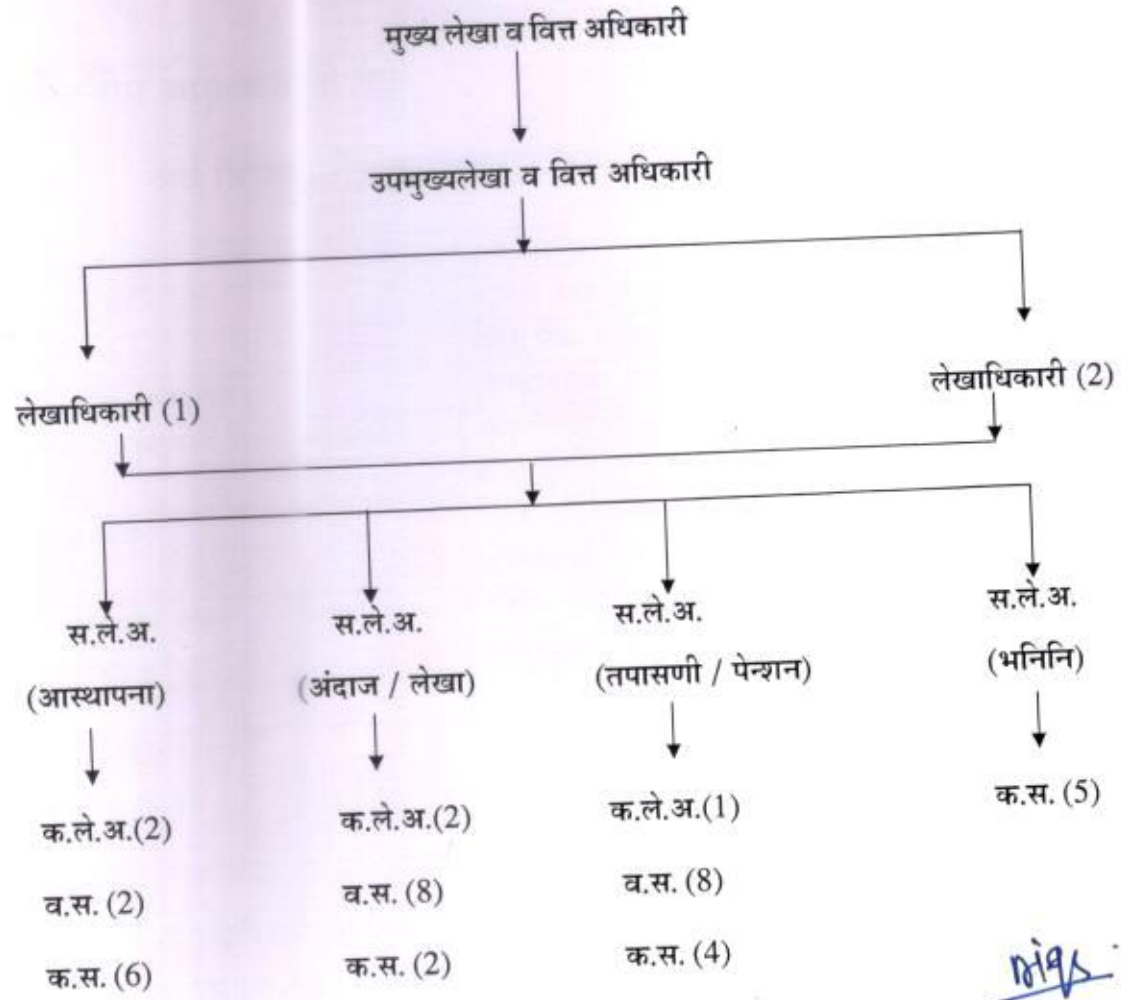 मुख्य लेखा व वित्त अधिकारी
उपमुख्यलेखा व वित्त अधिकारी
लेखाधिकारी (1)
लेखाधिकारी (2)
स.ले.अ.
(आस्थापना)
क.ले.अ.(2)
व.स. (2)
क.स. (6)
स.ले.अ.
(अंदाज / लेखा)
क.ले.अ.(2)
व.स. (8)
क.स. (2)
स.ले.अ.
(तपासणी / पेन्शन)
क.ले.अ.(1)
व.स. (8)
क.स. (4)
स.ले.अ.
(भनिनि)
क.स. (5)